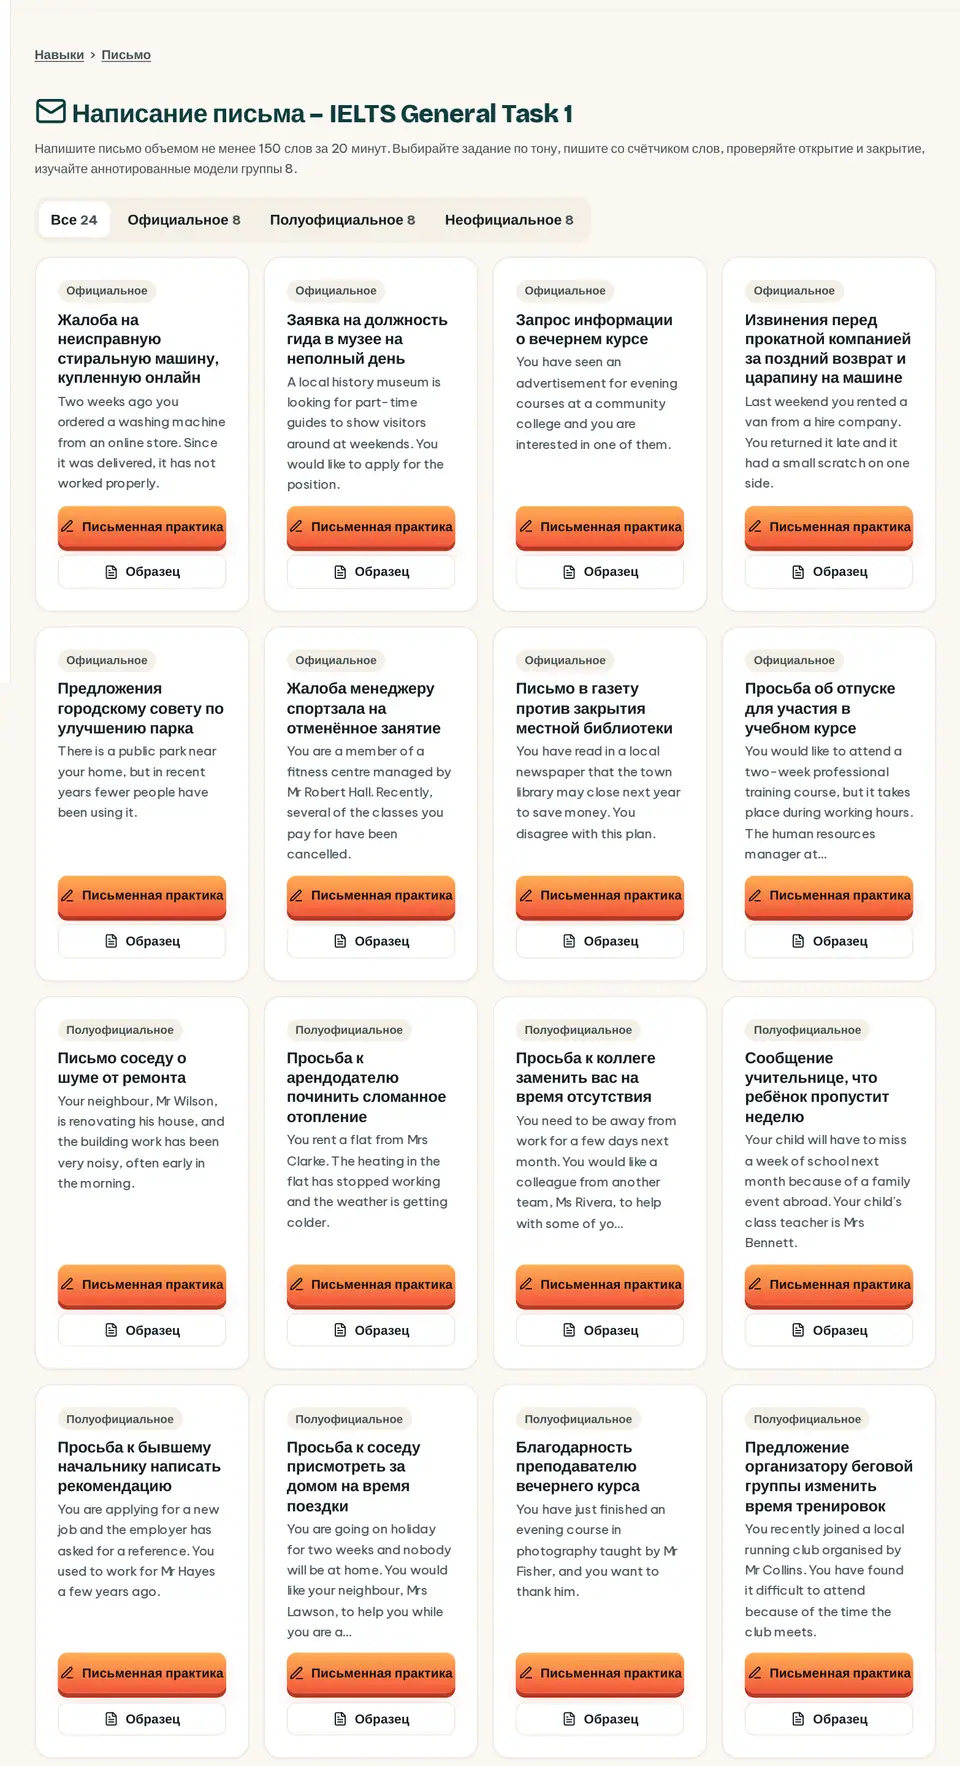 Навыки › Письмо
Написание письма – IELTS General Task 1
Напишите письмо объемом не менее 150 слов за 20 минут. Выбирайте задание по тону, пишите со счётчиком слов, проверяйте открытие и закрытие,
изучайте аннотированные модели группы 8.
Все 24 Официальное 8 Полуофициальное 8 Неофициальное 8
Официальное
Жалоба на
неисправную
стиральную машину,
купленную онлайн
Two weeks ago you
ordered a washing machine
from an online store. Since
it was delivered, it has not
worked properly.
Письменная практика
Образец
Официальное
Заявка на должность
гида в музее на
неполный день
A local history museum is
looking for part-time
guides to show visitors
around at weekends. You
would like to apply for the
position.
Письменная практика
Образец
Официальное
Запрос информации
о вечернем курсе
You have seen an
advertisement for evening
courses at a community
college and you are
interested in one of them.
Письменная практика
Образец
Официальное
Извинения перед
прокатной компанией
за поздний возврат и
царапину на машине
Last weekend you rented a
van from a hire company.
You returned it late and it
had a small scratch on one
side.
Письменная практика
Образец
Официальное
Предложения
городскому совету по
улучшению парка
There is a public park near
your home, but in recent
years fewer people have
been using it.
Письменная практика
Образец
Официальное
Жалоба менеджеру
спортзала на
отменённое занятие
You are a member of a
fitness centre managed by
Mr Robert Hall. Recently,
several of the classes you
pay for have been
cancelled.
Письменная практика
Образец
Официальное
Письмо в газету
против закрытия
местной библиотеки
You have read in a local
newspaper that the town
library may close next year
to save money. You
disagree with this plan.
Письменная практика
Образец
Официальное
Просьба об отпуске
для участия в
учебном курсе
You would like to attend a
two-week professional
training course, but it takes
place during working hours.
The human resources
manager at...
Письменная практика
Образец
Полуофициальное
Письмо соседу о
шуме от ремонта
Your neighbour, Mr Wilson,
is renovating his house, and
the building work has been
very noisy, often early in
the morning.
Письменная практика
Образец
Полуофициальное
Просьба к
арендодателю
починить сломанное
отопление
You rent a flat from Mrs
Clarke. The heating in the
flat has stopped working
and the weather is getting
colder.
Письменная практика
Образец
Полуофициальное
Просьба к коллеге
заменить вас на
время отсутствия
You need to be away from
work for a few days next
month. You would like a
colleague from another
team, Ms Rivera, to help
with some of yo...
Письменная практика
Образец
Полуофициальное
Сообщение
учительнице, что
ребёнок пропустит
неделю
Your child will have to miss
a week of school next
month because of a family
event abroad. Your child's
class teacher is Mrs
Bennett.
Письменная практика
Образец
Полуофициальное
Просьба к бывшему
начальнику написать
рекомендацию
You are applying for a new
job and the employer has
asked for a reference. You
used to work for Mr Hayes
a few years ago.
Письменная практика
Образец
Полуофициальное
Просьба к соседу
присмотреть за
домом на время
поездки
You are going on holiday
for two weeks and nobody
will be at home. You would
like your neighbour, Mrs
Lawson, to help you while
you are a...
Письменная практика
Образец
Полуофициальное
Благодарность
преподавателю
вечернего курса
You have just finished an
evening course in
photography taught by Mr
Fisher, and you want to
thank him.
Письменная практика
Образец
Полуофициальное
Предложение
организатору беговой
группы изменить
время тренировок
You recently joined a local
running club organised by
Mr Collins. You have found
it difficult to attend
because of the time the
club meets.
Письменная практика
Образец